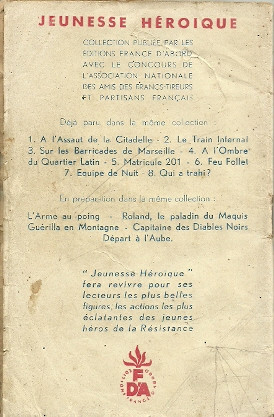 JEUNESSE HÉROIQUE
COLLECTION PUBLIÉE PAR LES
EDITIONS FRANCE D'ABORD
AVEC LE CONCOURS DE
L'ASSOCIATION NATIONALE
DES AMIS DES FRANCS-TIREURS
ET PARTISANS FRANÇAIS
Déjà paru dans la même collection :
1. A l'Assaut de la Citadelle - 2. Le Train Infernal
3. Sur les Barricades de Marseille - 4. A l'Ombre
du Quartier Latin - 5. Matricule 201 - 6. Feu Follet
7. Equipe de Nuit - 8. Qui a trahi ?
En préparation dans la même collection :
L'Arme au poing - Roland, le paladin du Maquis
Guérilla en Montagne - Capitaine des Diables Noirs
Départ à l'Aube.
" Jeunesse Héroïque "
fera revivre pour ses
lecteurs les plus belles
figures, les actions les plus
éclatantes des jeunes
héros de la Résistance
FDA
EDITIONS FRANCE D'ABORD